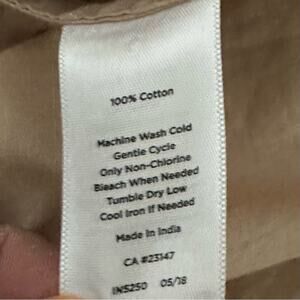 100% Cotton
Machine Wash Cold
Gentle Cycle
Only Non-Chlorine
Bleach When Needed
Tumble Dry Low
Cool Iron If Needed
Made In India
CA #23147
IN5250 05/18